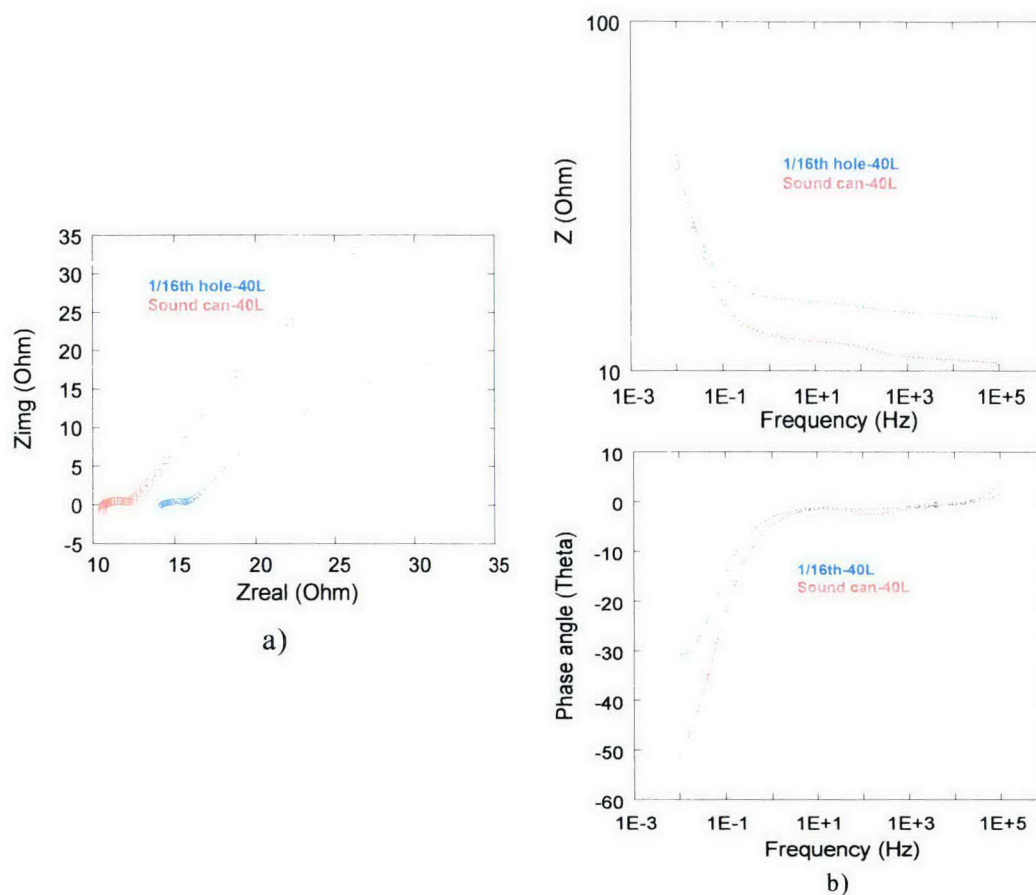 35
30
25
20
15
10
5
0
-5
Zimg (Ohm)
1/16th hole-40L
Sound can-40L
10 15 20 25 30 35
Zreal (Ohm)
a)
100
10
Z (Ohm)
1/16th hole-40L
Sound can-40L
1E-3 1E-1 1E+1 1E+3 1E+5
Frequency (Hz)
10
0
-10
-20
-30
-40
-50
-60
Phase angle (Theta)
1/16th-40L
Sound can-40L
1E-3 1E-1 1E+1 1E+3 1E+5
Frequency (Hz)
b)